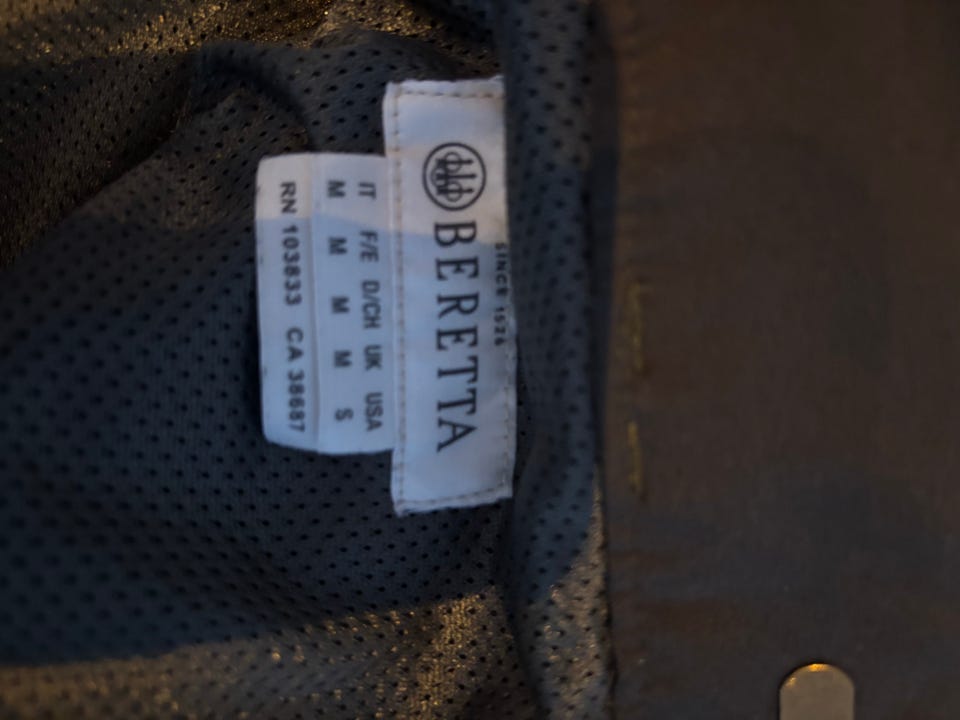 SINCE 1526
BERETTA
IT F/E D/CH UK USA
M M M M S
RN 103833 CA 38687